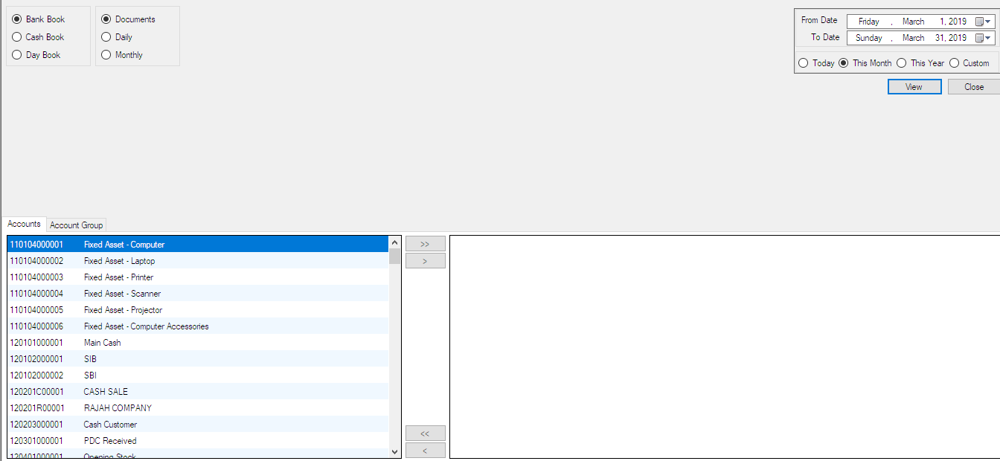 Bank Book
Cash Book
Day Book
Documents
Daily
Monthly
From Date Friday , March 1, 2019
To Date Sunday , March 31, 2019
Today This Month This Year Custom
View Close
Accounts Account Group
110104000001 Fixed Asset - Computer
110104000002 Fixed Asset - Laptop
110104000003 Fixed Asset - Printer
110104000004 Fixed Asset - Scanner
110104000005 Fixed Asset - Projector
110104000006 Fixed Asset - Computer Accessories
120101000001 Main Cash
120102000001 SIB
120102000002 SBI
120201C00001 CASH SALE
120201R00001 RAJAH COMPANY
120203000001 Cash Customer
120301000001 PDC Received
120401000001 Opening Stock
>>
>
<<
<